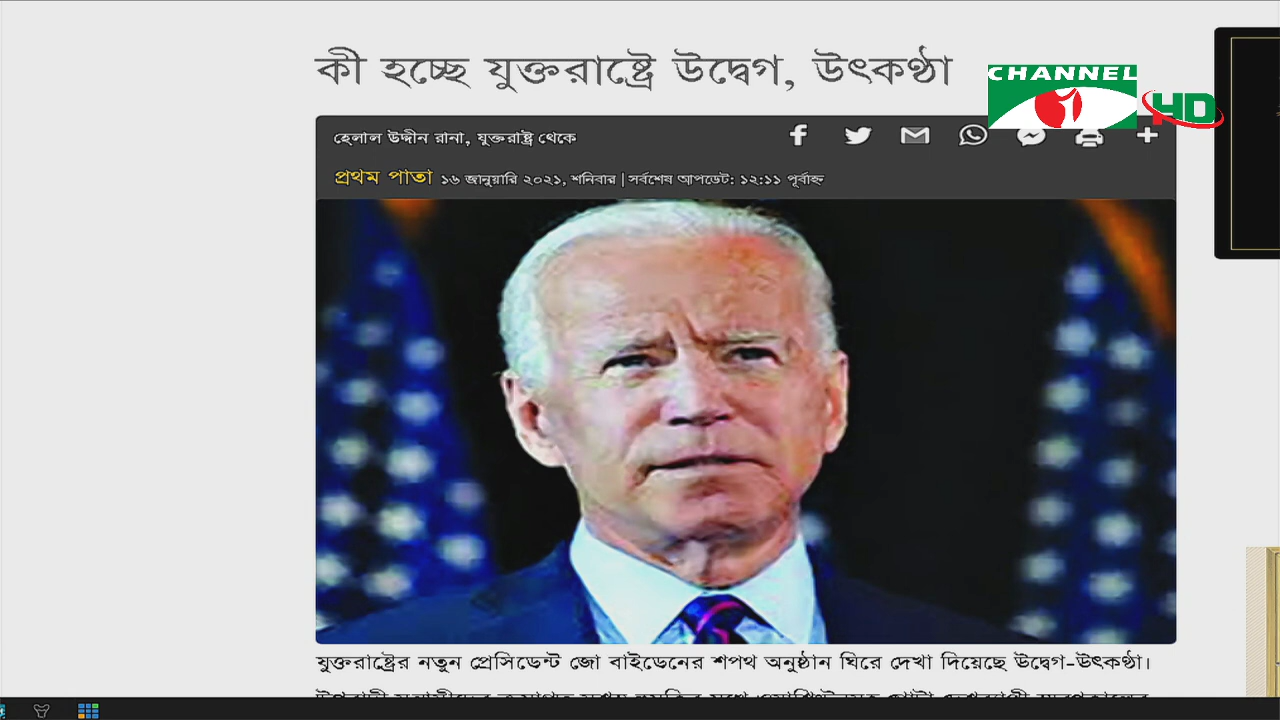 কী হচ্ছে যুক্তরাষ্ট্রে উদ্বেগ, উৎকণ্ঠা
CHANNEL i HD
হেলাল উদ্দীন রানা, যুক্তরাষ্ট্র থেকে
প্রথম পাতা ১৬ জানুয়ারি ২০২১, শনিবার | সর্বশেষ আপডেট: ১২:১১ পূর্বাহ্ন
যুক্তরাষ্ট্রের নতুন প্রেসিডেন্ট জো বাইডেনের শপথ অনুষ্ঠান ঘিরে দেখা দিয়েছে উদ্বেগ-উৎকণ্ঠা।